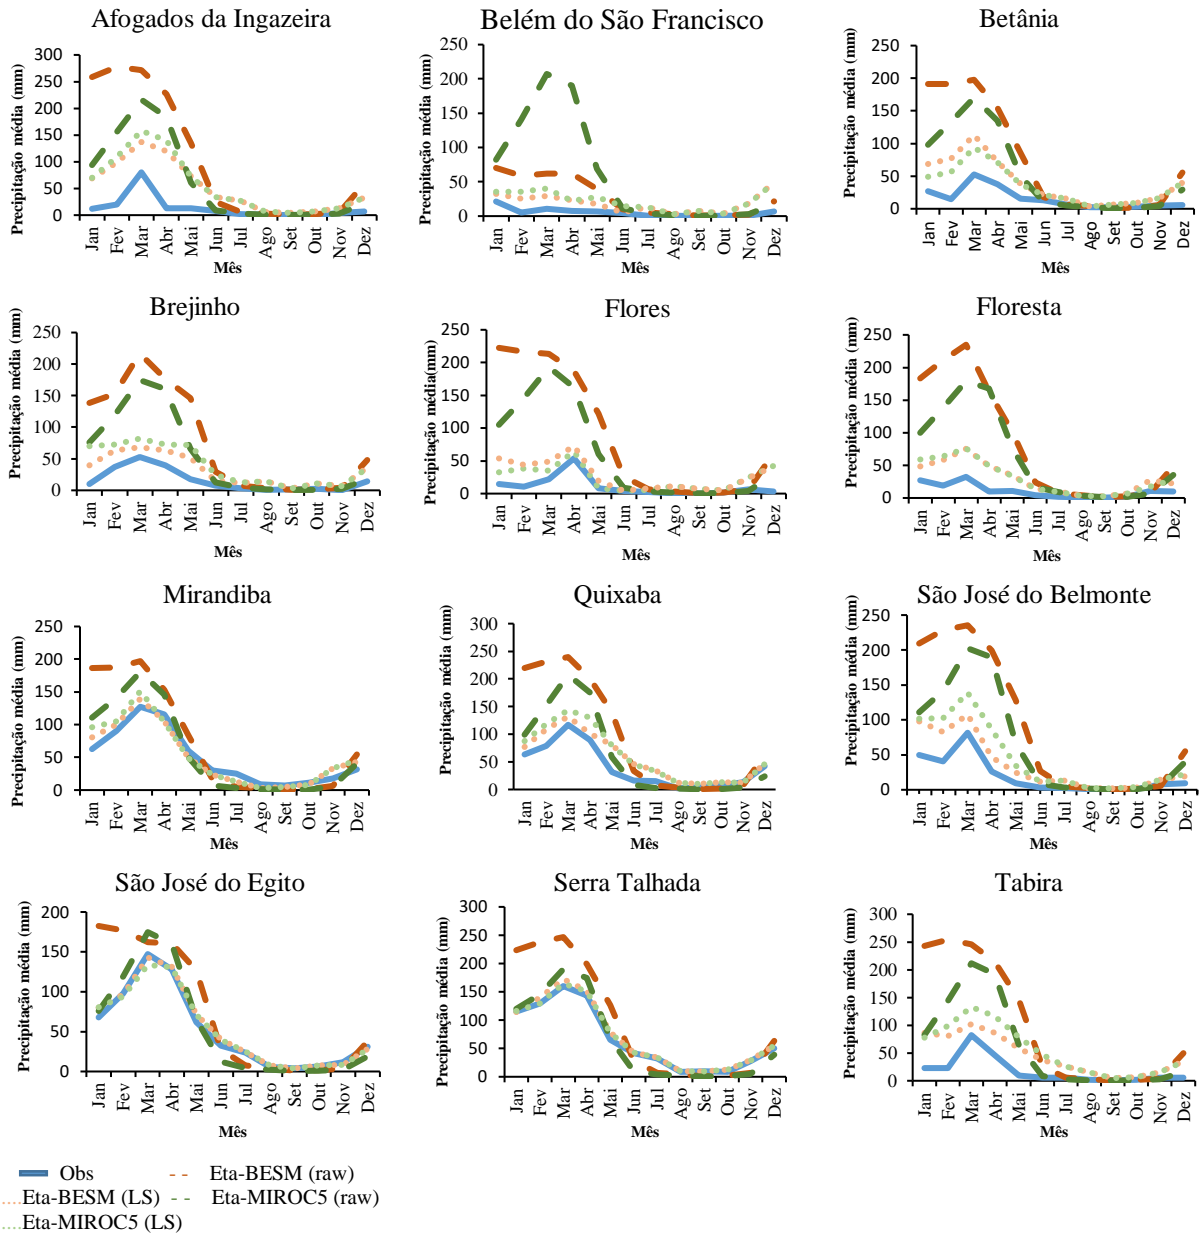 Afogados da Ingazeira
Precipitação média (mm)
300
250
200
150
100
50
0
Jan Fev Mar Abr Mai Jun Jul Ago Set Out Nov Dez
Mês
Belém do São Francisco
Precipitação média (mm)
250
200
150
100
50
0
Jan Fev Mar Abr Mai Jun Jul Ago Set Out Nov Dez
Mês
Betânia
Precipitação média (mm)
250
200
150
100
50
0
Jan Fev Mar Abr Mai Jun Jul Ago Set Out Nov Dez
Mês
Brejinho
Precipitação média (mm)
250
200
150
100
50
0
Jan Fev Mar Abr Mai Jun Jul Ago Set Out Nov Dez
Mês
Flores
Precipitação média(mm)
250
200
150
100
50
0
Jan Fev Mar Abr Mai Jun Jul Ago Set Out Nov Dez
Mês
Floresta
Precipitação média (mm)
250
200
150
100
50
0
Jan Fev Mar Abr Mai Jun Jul Ago Set Out Nov Dez
Mês
Mirandiba
Precipitação média (mm)
250
200
150
100
50
0
Jan Fev Mar Abr Mai Jun Jul Ago Set Out Nov Dez
Mês
Quixaba
Precipitação média (mm)
300
250
200
150
100
50
0
Jan Fev Mar Abr Mai Jun Jul Ago Set Out Nov Dez
Mês
São José do Belmonte
Precipitação média (mm)
250
200
150
100
50
0
Jan Fev Mar Abr Mai Jun Jul Ago Set Out Nov Dez
Mês
São José do Egito
Precipitação média (mm)
200
150
100
50
0
Jan Fev Mar Abr Mai Jun Jul Ago Set Out Nov Dez
Mês
Serra Talhada
Precipitação média (mm)
300
250
200
150
100
50
0
Jan Fev Mar Abr Mai Jun Jul Ago Set Out Nov Dez
Mês
Tabira
Precipitação média (mm)
300
250
200
150
100
50
0
Jan Fev Mar Abr Mai Jun Jul Ago Set Out Nov Dez
Mês
Obs Eta-BESM (raw)
Eta-BESM (LS) Eta-MIROC5 (raw)
Eta-MIROC5 (LS)